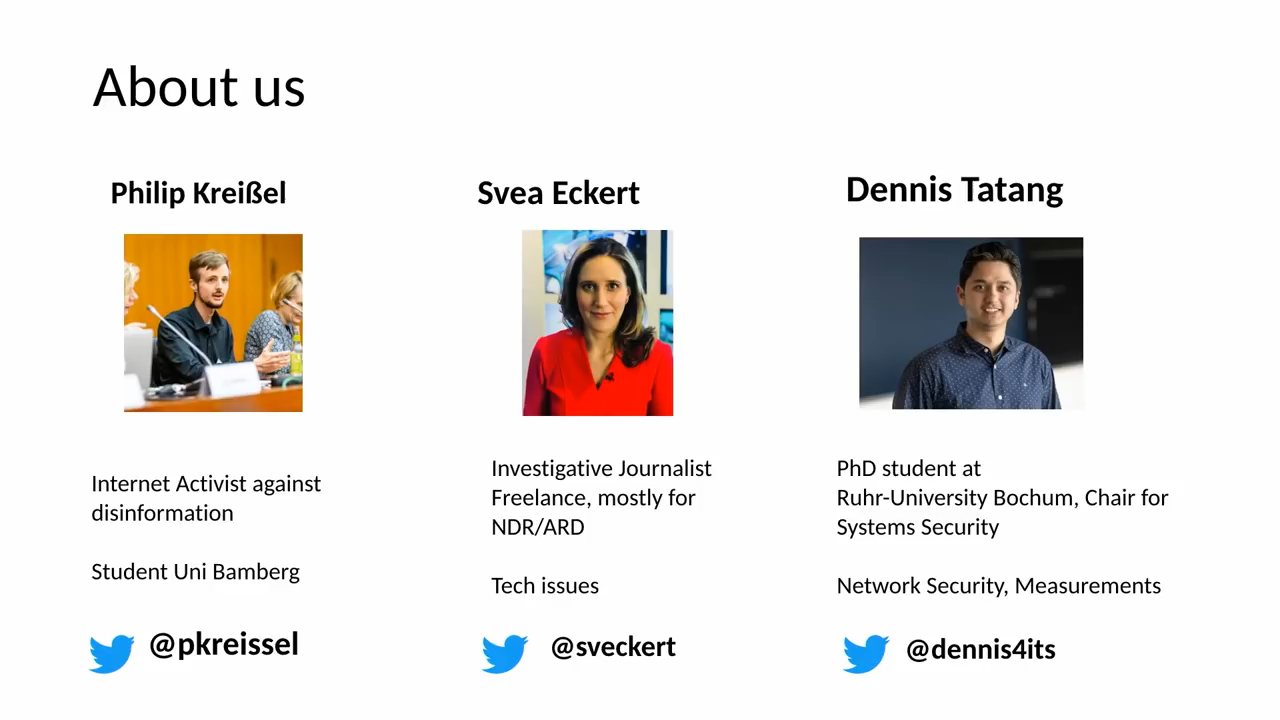 About us
Philip Kreißel
Svea Eckert
Dennis Tatang
Internet Activist against
disinformation
Student Uni Bamberg
@pkreissel
Investigative Journalist
Freelance, mostly for
NDR/ARD
Tech issues
@sveckert
PhD student at
Ruhr-University Bochum, Chair for
Systems Security
Network Security, Measurements
@dennis4its